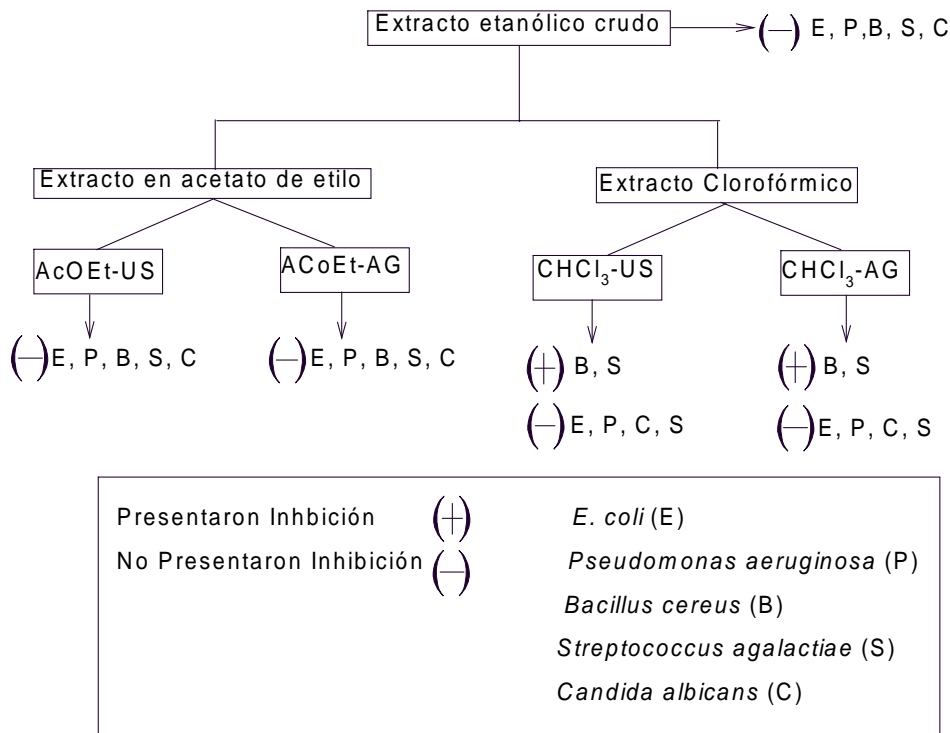 Extracto etanólico crudo
(—) E, P,B, S, C
Extracto en acetato de etilo
Extracto Clorofórmico
AcOEt-US
ACoEt-AG
CHCl₃-US
CHCl₃-AG
(—) E, P, B, S, C
(—) E, P, B, S, C
(+) B, S
(—) E, P, C, S
(+) B, S
(—) E, P, C, S
Presentaron Inhbición (+)
No Presentaron Inhibición (—)
E. coli (E)
Pseudomonas aeruginosa (P)
Bacillus cereus (B)
Streptococcus agalactiae (S)
Candida albicans (C)